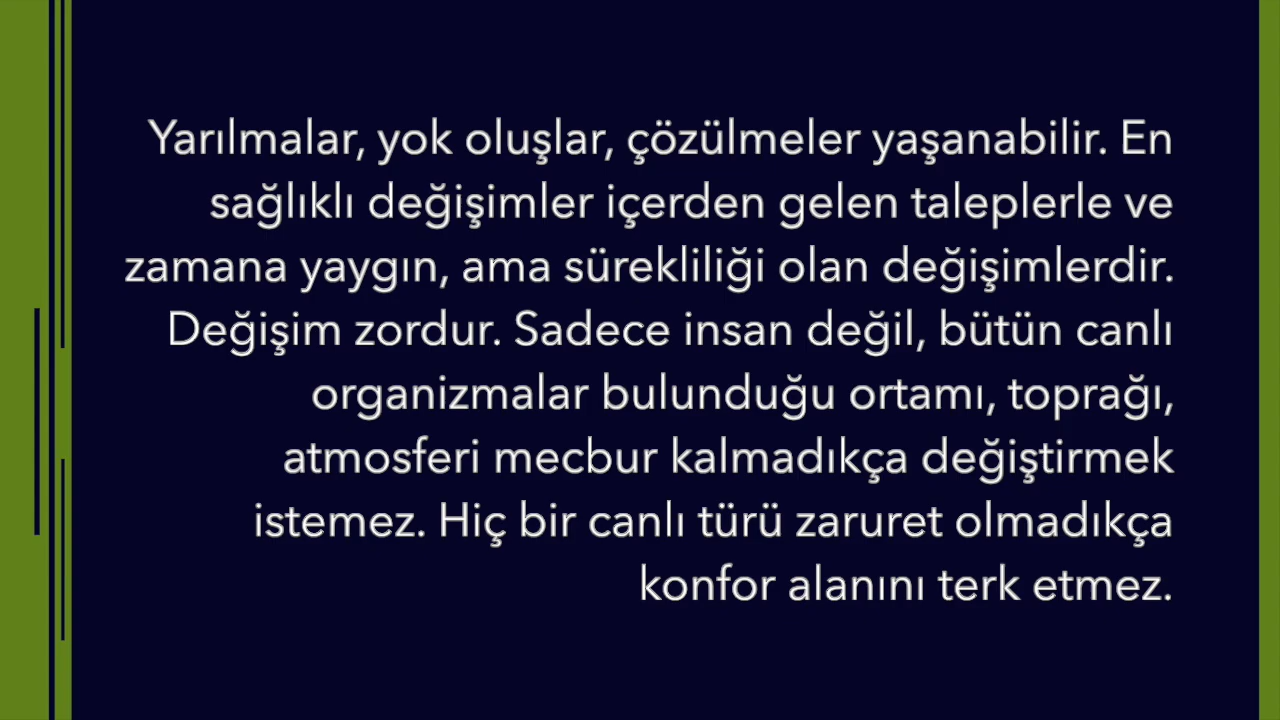 Yarılmalar, yok oluşlar, çözülmeler yaşanabilir. En
sağlıklı değişimler içerden gelen taleplerle ve
zamana yaygın, ama sürekliliği olan değişimlerdir.
Değişim zordur. Sadece insan değil, bütün canlı
organizmalar bulunduğu ortamı, toprağı,
atmosferi mecbur kalmadıkça değiştirmek
istemez. Hiç bir canlı türü zaruret olmadıkça
konfor alanını terk etmez.